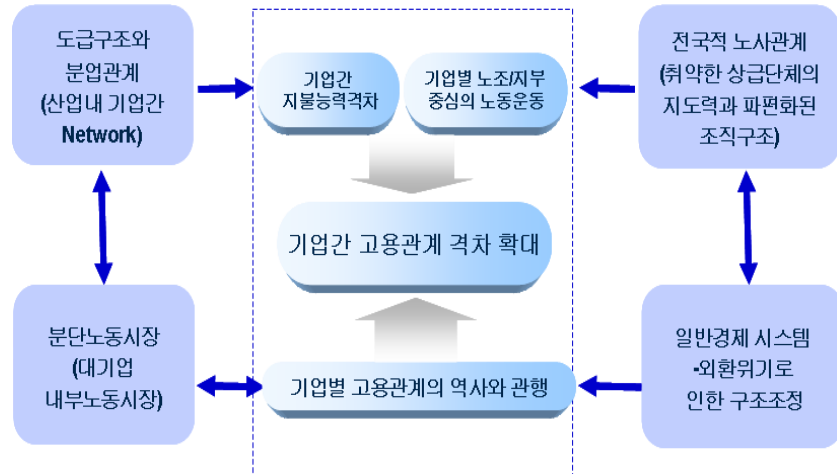 도급구조와
분업관계
(산업내 기업간
Network)
기업간
지불능력격차
기업별 노조/지부
중심의 노동운동
전국적 노사관계
(취약한 상급단체의
지도력과 파편화된
조직구조)
기업간 고용관계 격차 확대
분단노동시장
(대기업
내부노동시장)
기업별 고용관계의 역사와 관행
일반경제 시스템
-외환위기로
인한 구조조정